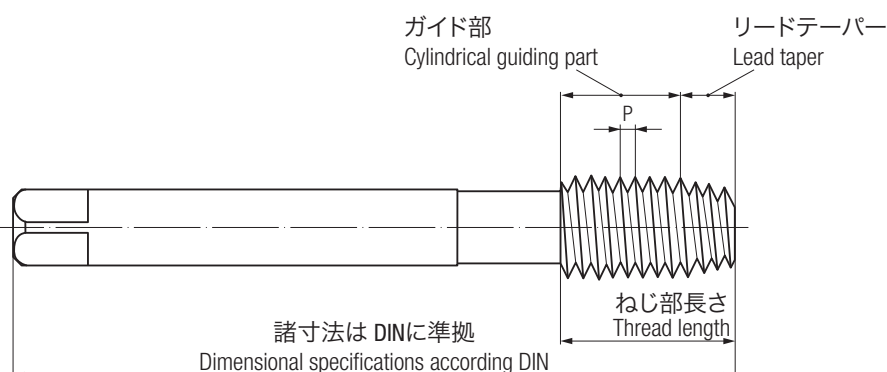 ガイド部
Cylindrical guiding part
リードテーパー
Lead taper
P
ねじ部長さ
Thread length
諸寸法は DINに準拠
Dimensional specifications according DIN